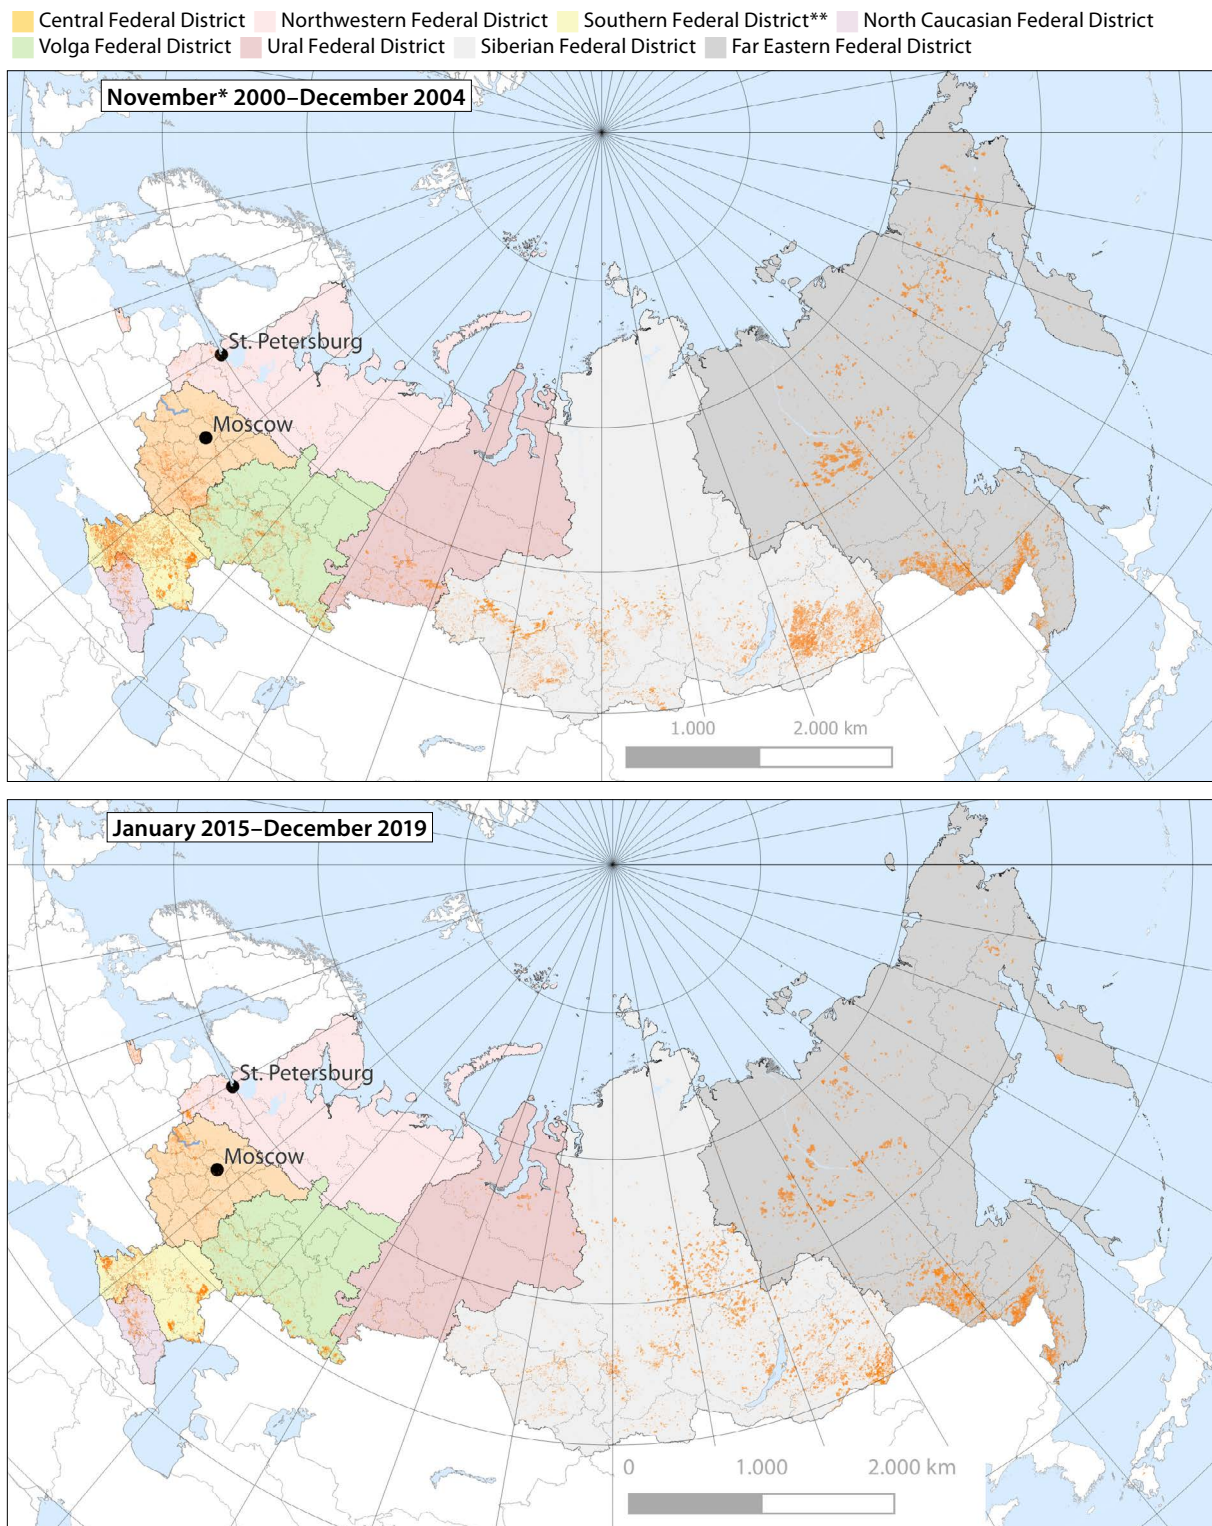 Central Federal District Northwestern Federal District Southern Federal District** North Caucasian Federal District
Volga Federal District Ural Federal District Siberian Federal District Far Eastern Federal District
November* 2000–December 2004
St. Petersburg
Moscow
1.000 2.000 km
January 2015–December 2019
St. Petersburg
Moscow
0 1.000 2.000 km